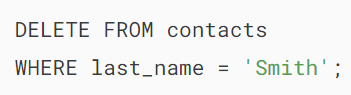 DELETE FROM contacts
WHERE last_name = 'Smith';